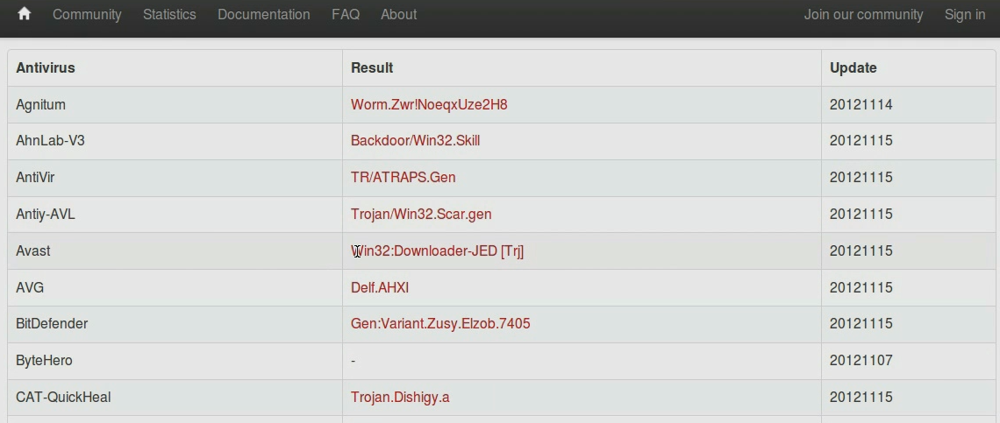 Community Statistics Documentation FAQ About Join our community Sign in
Antivirus Result Update
Agnitum Worm.Zwr!NoeqxUze2H8 20121114
AhnLab-V3 Backdoor/Win32.Skill 20121115
AntiVir TR/ATRAPS.Gen 20121115
Antiy-AVL Trojan/Win32.Scar.gen 20121115
Avast Win32:Downloader-JED [Trj] 20121115
AVG Delf.AHXI 20121115
BitDefender Gen:Variant.Zusy.Elzob.7405 20121115
ByteHero - 20121107
CAT-QuickHeal Trojan.Dishigy.a 20121115